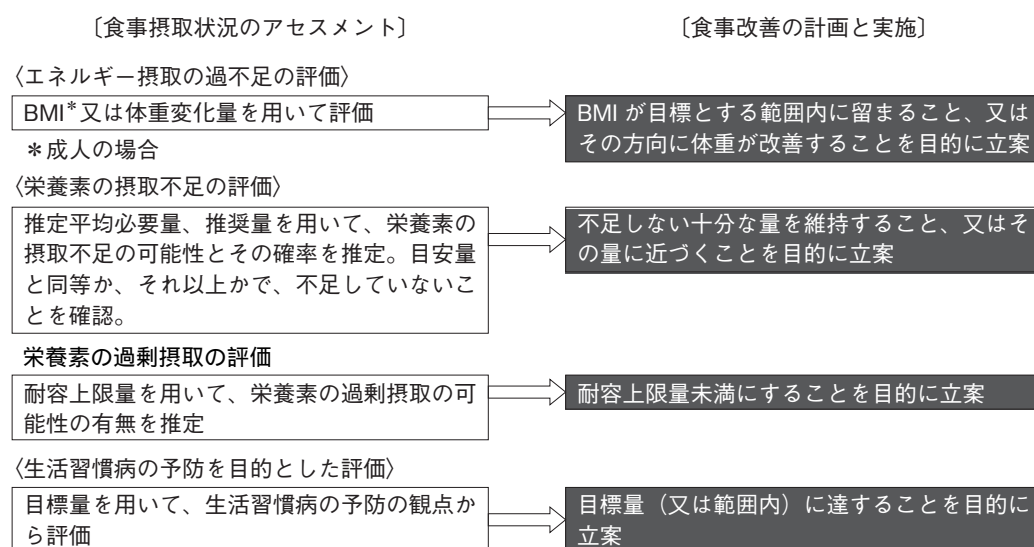 〔食事摂取状況のアセスメント〕
〔食事改善の計画と実施〕
〈エネルギー摂取の過不足の評価〉
BMI*又は体重変化量を用いて評価
*成人の場合
BMI が目標とする範囲内に留まること、又は
その方向に体重が改善することを目的に立案
〈栄養素の摂取不足の評価〉
推定平均必要量、推奨量を用いて、栄養素の
摂取不足の可能性とその確率を推定。目安量
と同等か、それ以上かで、不足していないこ
とを確認。
不足しない十分な量を維持すること、又はそ
の量に近づくことを目的に立案
栄養素の過剰摂取の評価
耐容上限量を用いて、栄養素の過剰摂取の可
能性の有無を推定
耐容上限量未満にすることを目的に立案
〈生活習慣病の予防を目的とした評価〉
目標量を用いて、生活習慣病の予防の観点か
ら評価
目標量（又は範囲内）に達することを目的に
立案